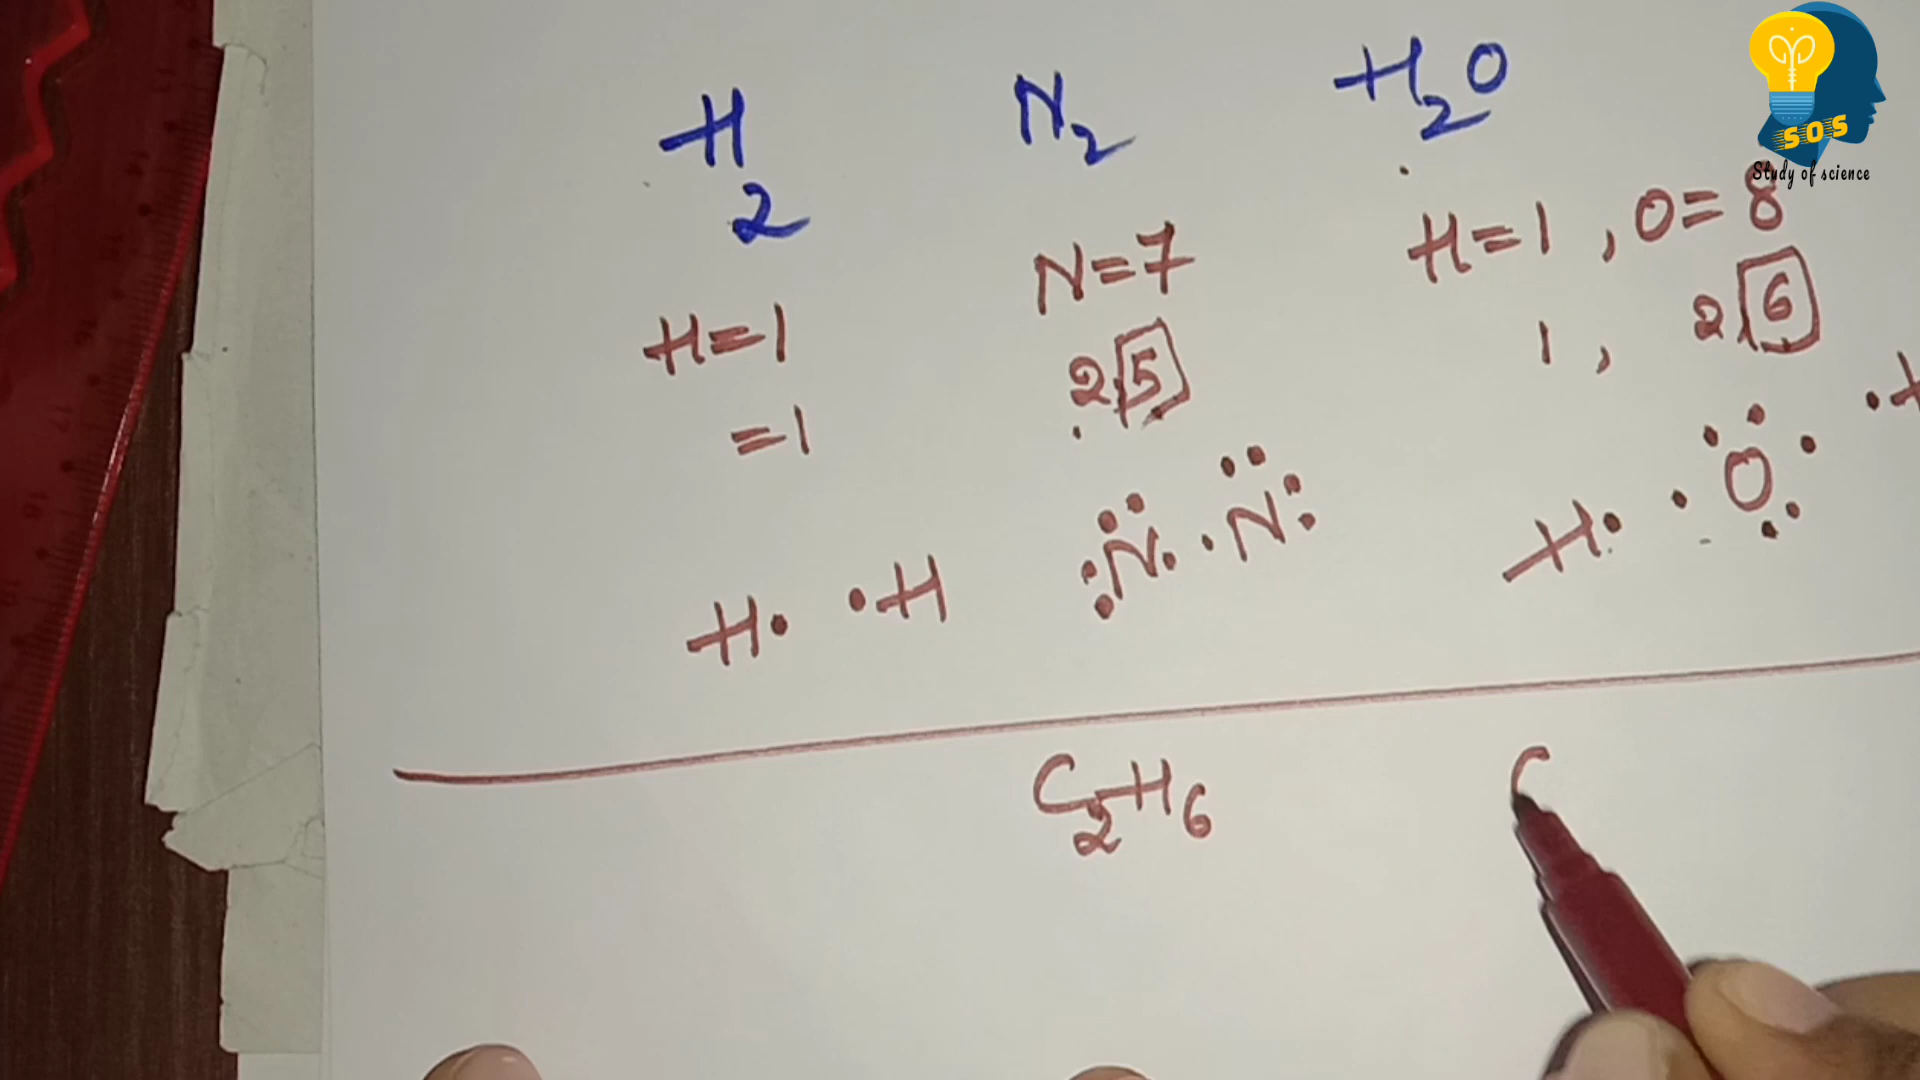 H₂ N₂ H₂O
SOS
Study of science
N=7 H=1, O=8
H=1 2,5 1, 2,6
=1
H. .H :N. .N: H. .O
C₂H₆ C